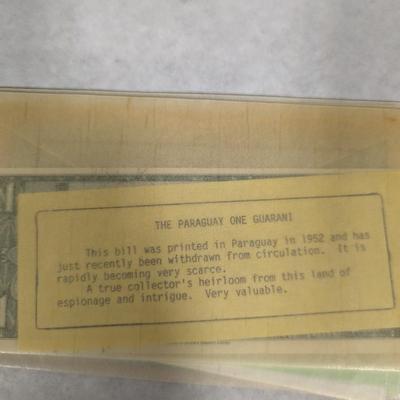 THE PARAGUAY ONE GUARANI
This bill was printed in Paraguay in 1952 and has
just recently been withdrawn from circulation. It is
rapidly becoming very scarce.
A true collector's heirloom from this land of
espionage and intrigue. Very valuable.